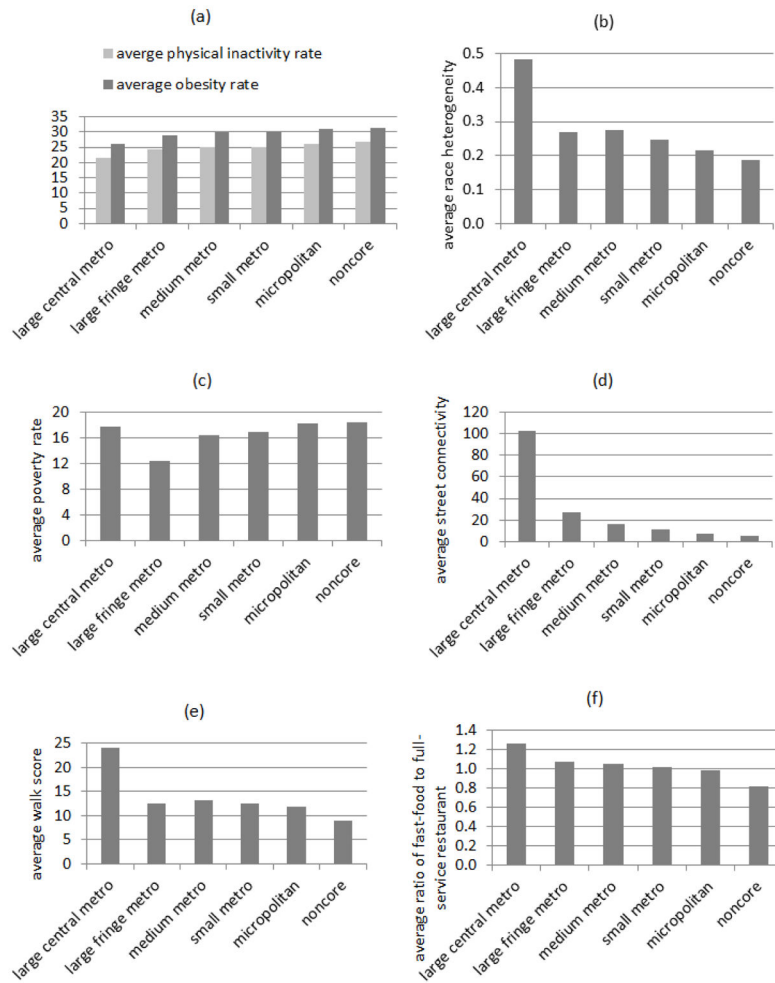 (a)
averge physical inactivity rate
average obesity rate
35
30
25
20
15
10
5
0
large central metro
large fringe metro
medium metro
small metro
micropolitan
noncore
(b)
average race heterogeneity
0.5
0.4
0.3
0.2
0.1
0.0
large central metro
large fringe metro
medium metro
small metro
micropolitan
noncore
(c)
average poverty rate
20
16
12
8
4
0
large central metro
large fringe metro
medium metro
small metro
micropolitan
noncore
(d)
average street connectivity
120
100
80
60
40
20
0
large central metro
large fringe metro
medium metro
small metro
micropolitan
noncore
(e)
average walk score
25
20
15
10
5
0
large central metro
large fringe metro
medium metro
small metro
micropolitan
noncore
(f)
average ratio of fast-food to full-
service restaurant
1.4
1.2
1.0
0.8
0.6
0.4
0.2
0.0
large central metro
large fringe metro
medium metro
small metro
micropolitan
noncore